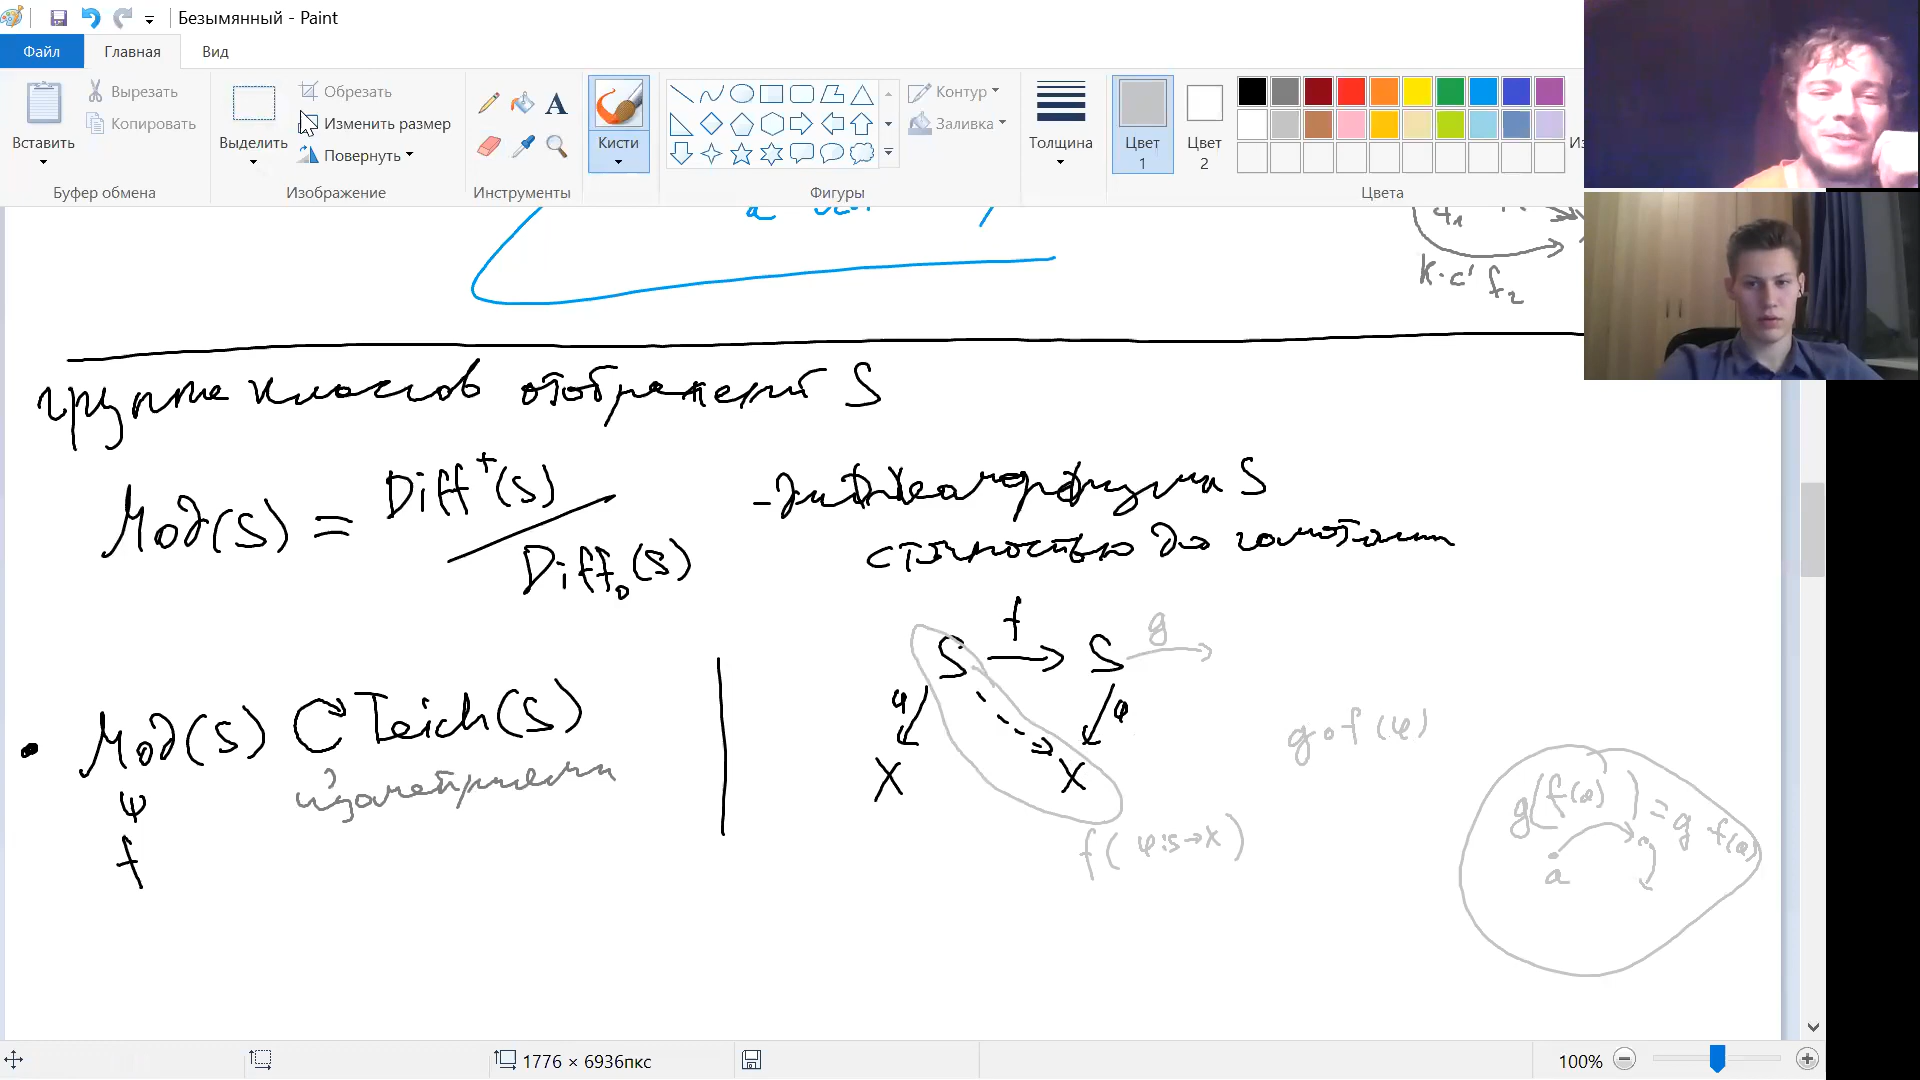 Безымянный - Paint
Файл
Главная
Вид
Вставить
Вырезать
Копировать
Буфер обмена
Выделить
Обрезать
Изменить размер
Повернуть
Изображение
Инструменты
Кисти
Фигуры
Контур
Заливка
Толщина
Цвет 1
Цвет 2
Цвета
Из
k·c' f₂
группа классов отображений S
Mod(S) = Diff⁺(S) / Diff₀(S)
- диффеоморфизмы S
с точностью до гомотопии
f
S → S
g
φ
φ
X
X
f(φ:S→X)
g∘f(φ)
• Mod(S) ↻ Teich(S)
изометриями
ψ
f
g(f(a)) = g·f(a)
a
1776 × 6936пкс
100%